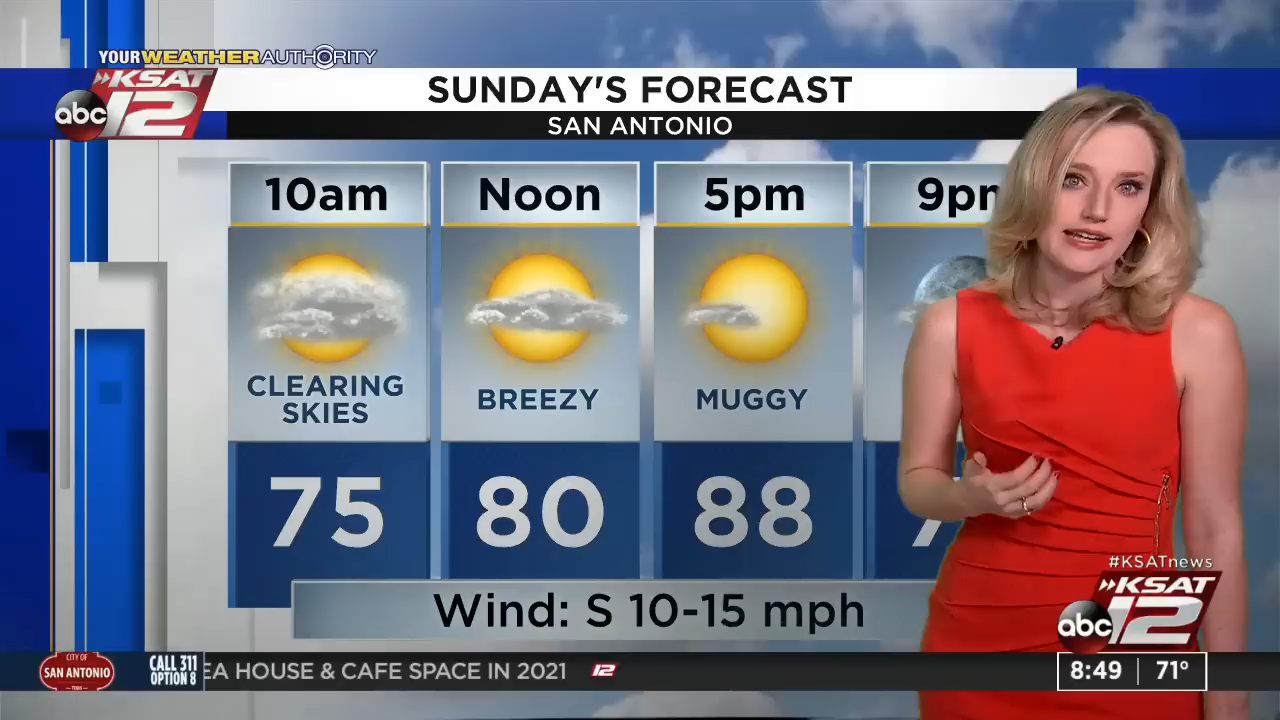 YOURWEATHERAUTHORITY
KSAT
abc 12
SUNDAY'S FORECAST
SAN ANTONIO
10am
Noon
5pm
CLEARING
SKIES
BREEZY
MUGGY
75
80
88
Wind: S 10-15 mph
#KSATnews
KSAT
abc 12
CITY OF
SAN ANTONIO
TEXAS
CALL 311
OPTION 8
EA HOUSE & CAFE SPACE IN 2021 12
8:49 71°